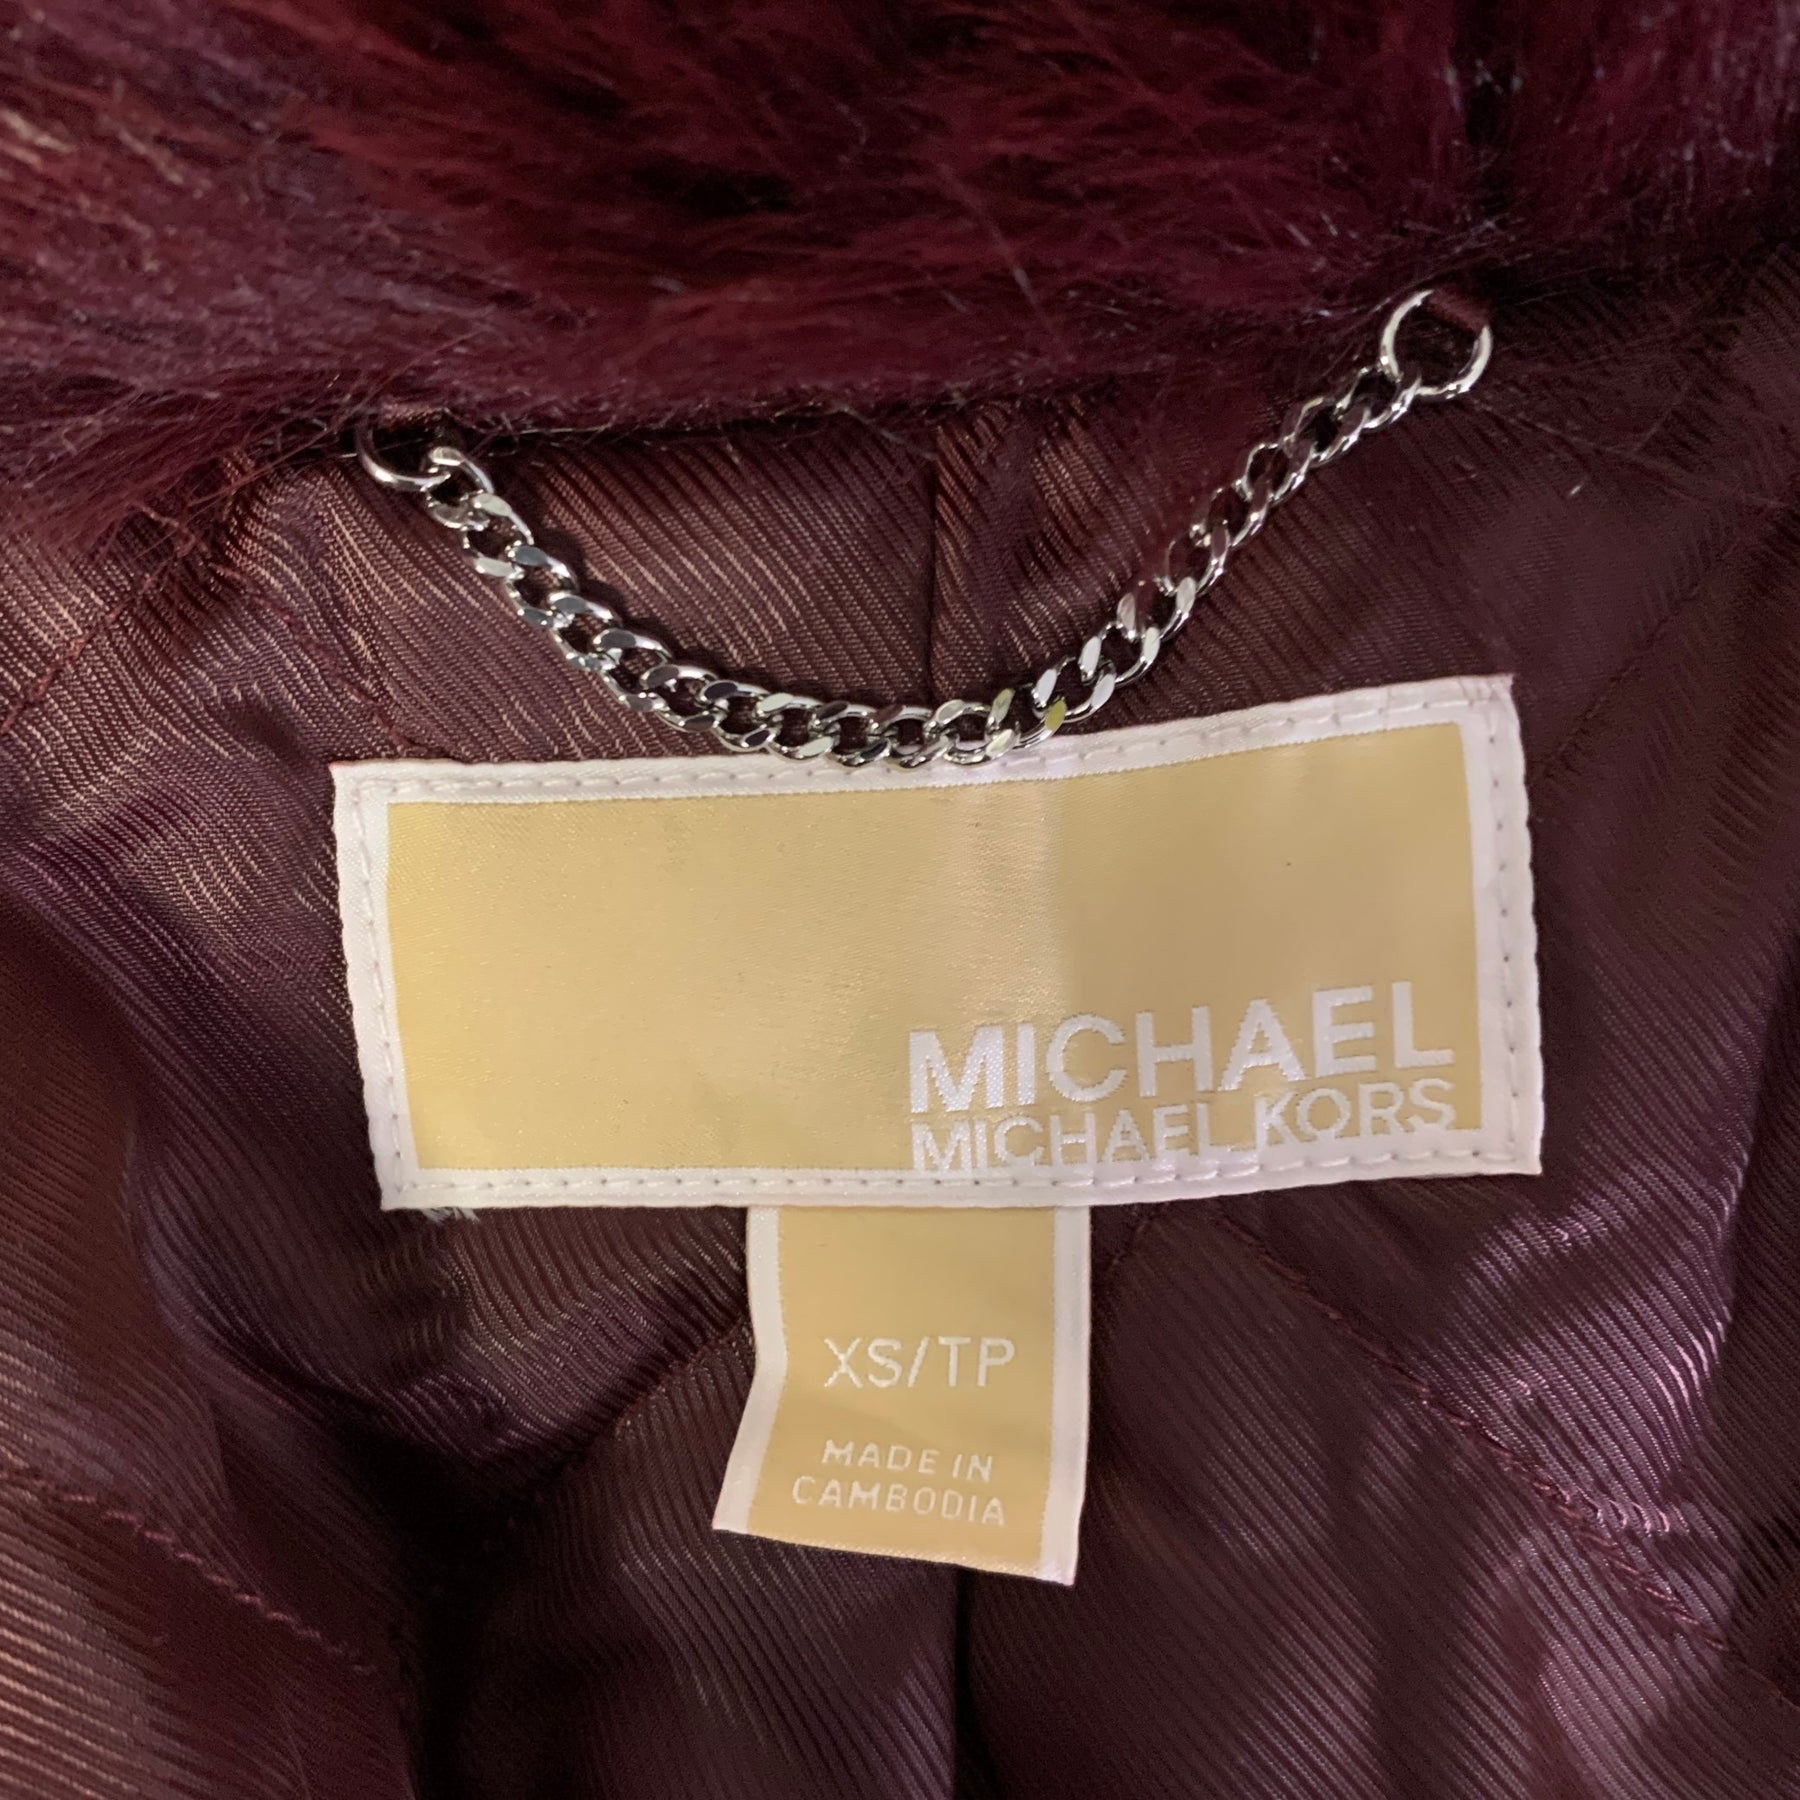 MICHAEL
MICHAEL KORS
XS/TP
MADE IN
CAMBODIA